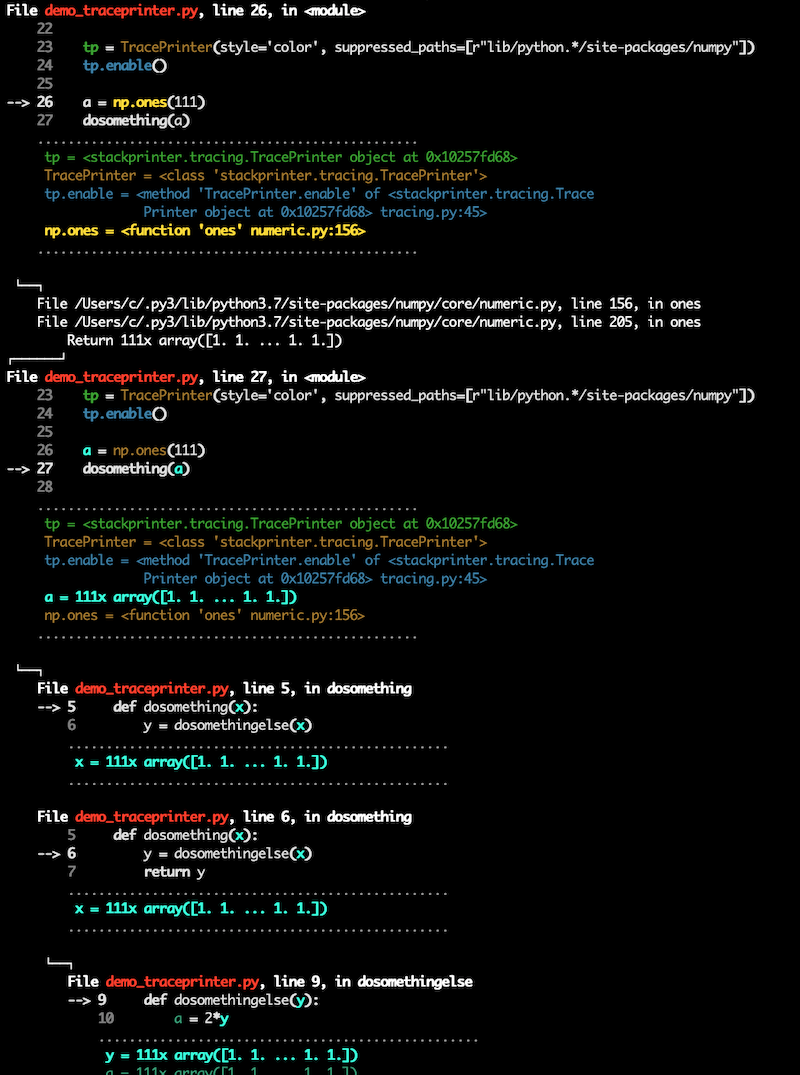 File demo_traceprinter.py, line 26, in <module>
22
23 tp = TracePrinter(style='color', suppressed_paths=[r"lib/python.*/site-packages/numpy"])
24 tp.enable()
25
--> 26 a = np.ones(111)
27 dosomething(a)
..................................................
tp = <stackprinter.tracing.TracePrinter object at 0x10257fd68>
TracePrinter = <class 'stackprinter.tracing.TracePrinter'>
tp.enable = <method 'TracePrinter.enable' of <stackprinter.tracing.Trace
Printer object at 0x10257fd68> tracing.py:45>
np.ones = <function 'ones' numeric.py:156>
..................................................
File /Users/c/.py3/lib/python3.7/site-packages/numpy/core/numeric.py, line 156, in ones
File /Users/c/.py3/lib/python3.7/site-packages/numpy/core/numeric.py, line 205, in ones
Return 111x array([1. 1. ... 1. 1.])
File demo_traceprinter.py, line 27, in <module>
23 tp = TracePrinter(style='color', suppressed_paths=[r"lib/python.*/site-packages/numpy"])
24 tp.enable()
25
26 a = np.ones(111)
--> 27 dosomething(a)
28
..................................................
tp = <stackprinter.tracing.TracePrinter object at 0x10257fd68>
TracePrinter = <class 'stackprinter.tracing.TracePrinter'>
tp.enable = <method 'TracePrinter.enable' of <stackprinter.tracing.Trace
Printer object at 0x10257fd68> tracing.py:45>
a = 111x array([1. 1. ... 1. 1.])
np.ones = <function 'ones' numeric.py:156>
..................................................
File demo_traceprinter.py, line 5, in dosomething
--> 5 def dosomething(x):
6 y = dosomethingelse(x)
..................................................
x = 111x array([1. 1. ... 1. 1.])
..................................................
File demo_traceprinter.py, line 6, in dosomething
5 def dosomething(x):
--> 6 y = dosomethingelse(x)
7 return y
..................................................
x = 111x array([1. 1. ... 1. 1.])
..................................................
File demo_traceprinter.py, line 9, in dosomethingelse
--> 9 def dosomethingelse(y):
10 a = 2*y
..................................................
y = 111x array([1. 1. ... 1. 1.])
a = 111x array([1. 1. ... 1. 1.])